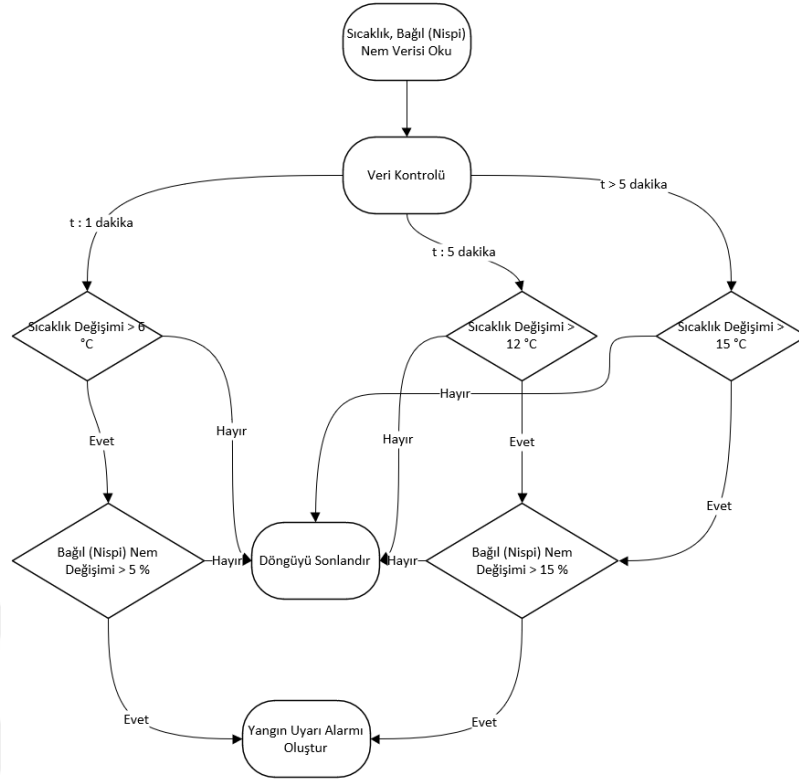 Sıcaklık, Bağıl (Nispi)
Nem Verisi Oku
Veri Kontrolü
t : 1 dakika
t : 5 dakika
t > 5 dakika
Sıcaklık Değişimi > 6
°C
Sıcaklık Değişimi >
12 °C
Sıcaklık Değişimi >
15 °C
Hayır
Hayır
Hayır
Evet
Evet
Evet
Bağıl (Nispi) Nem
Değişimi > 5 %
Hayır
Döngüyü Sonlandır
Hayır
Bağıl (Nispi) Nem
Değişimi > 15 %
Evet
Evet
Yangın Uyarı Alarmı
Oluştur